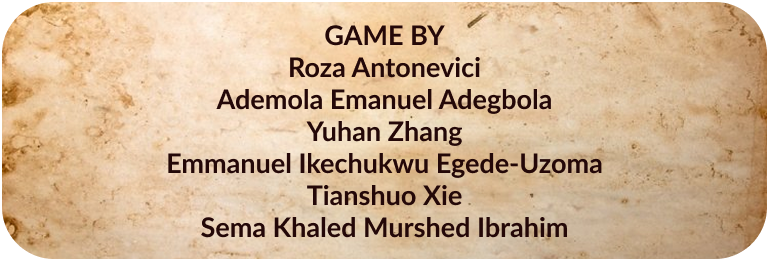 GAME BY
Roza Antonevici
Ademola Emanuel Adegbola
Yuhan Zhang
Emmanuel Ikechukwu Egede-Uzoma
Tianshuo Xie
Sema Khaled Murshed Ibrahim